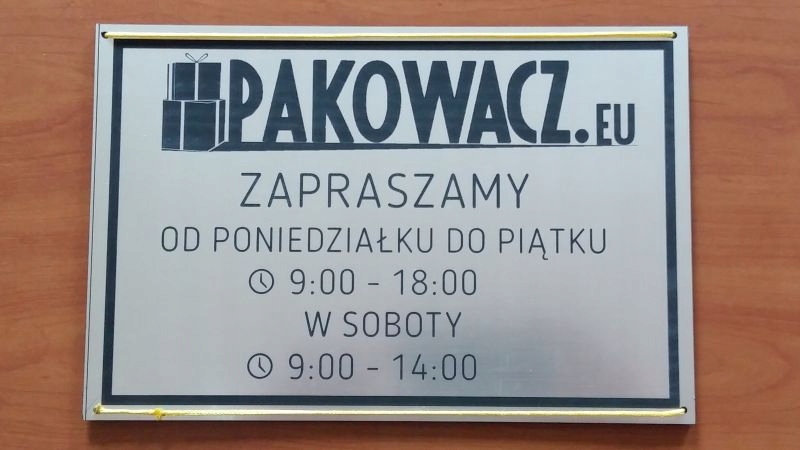 PAKOWACZ.EU
ZAPRASZAMY
OD PONIEDZIAŁKU DO PIĄTKU
9:00 - 18:00
W SOBOTY
9:00 - 14:00